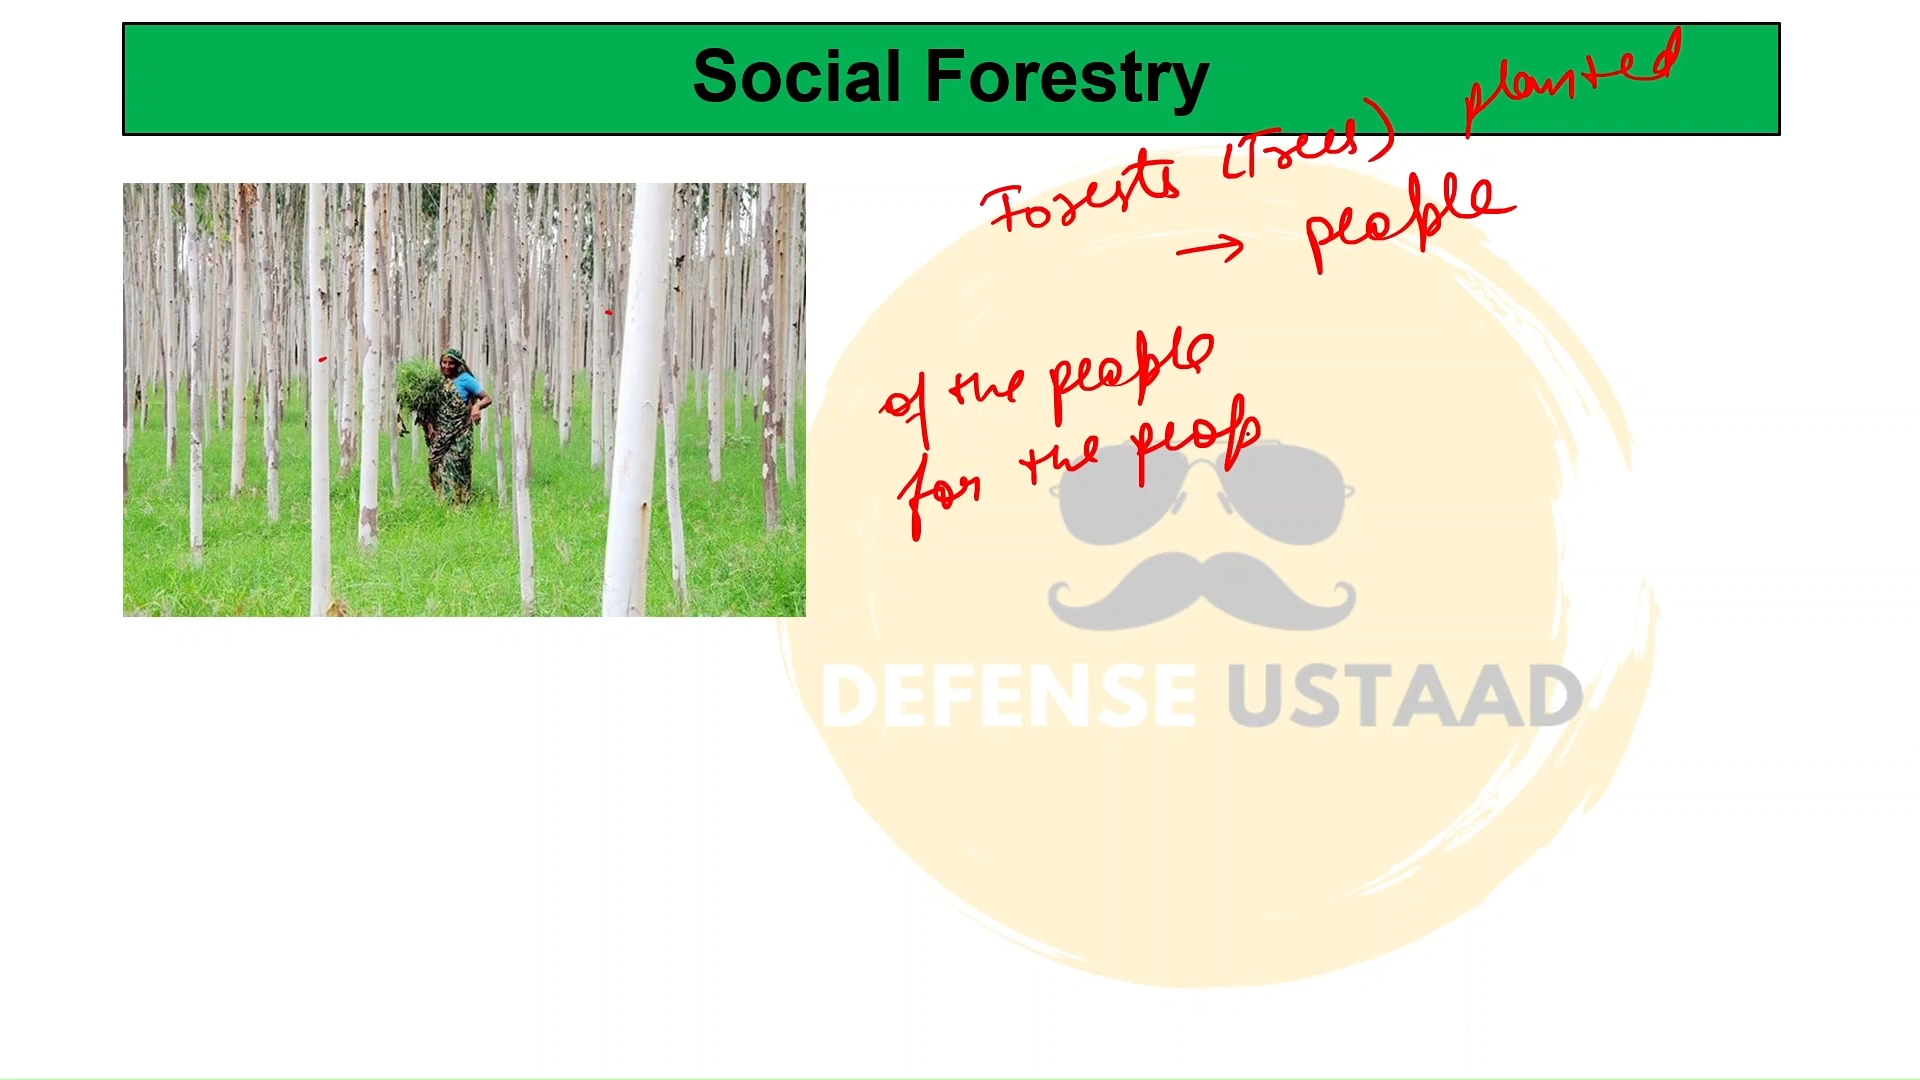 Social Forestry
Forests (Trees) planted
→ people
of the people
for the peop
DEFENSE USTAAD